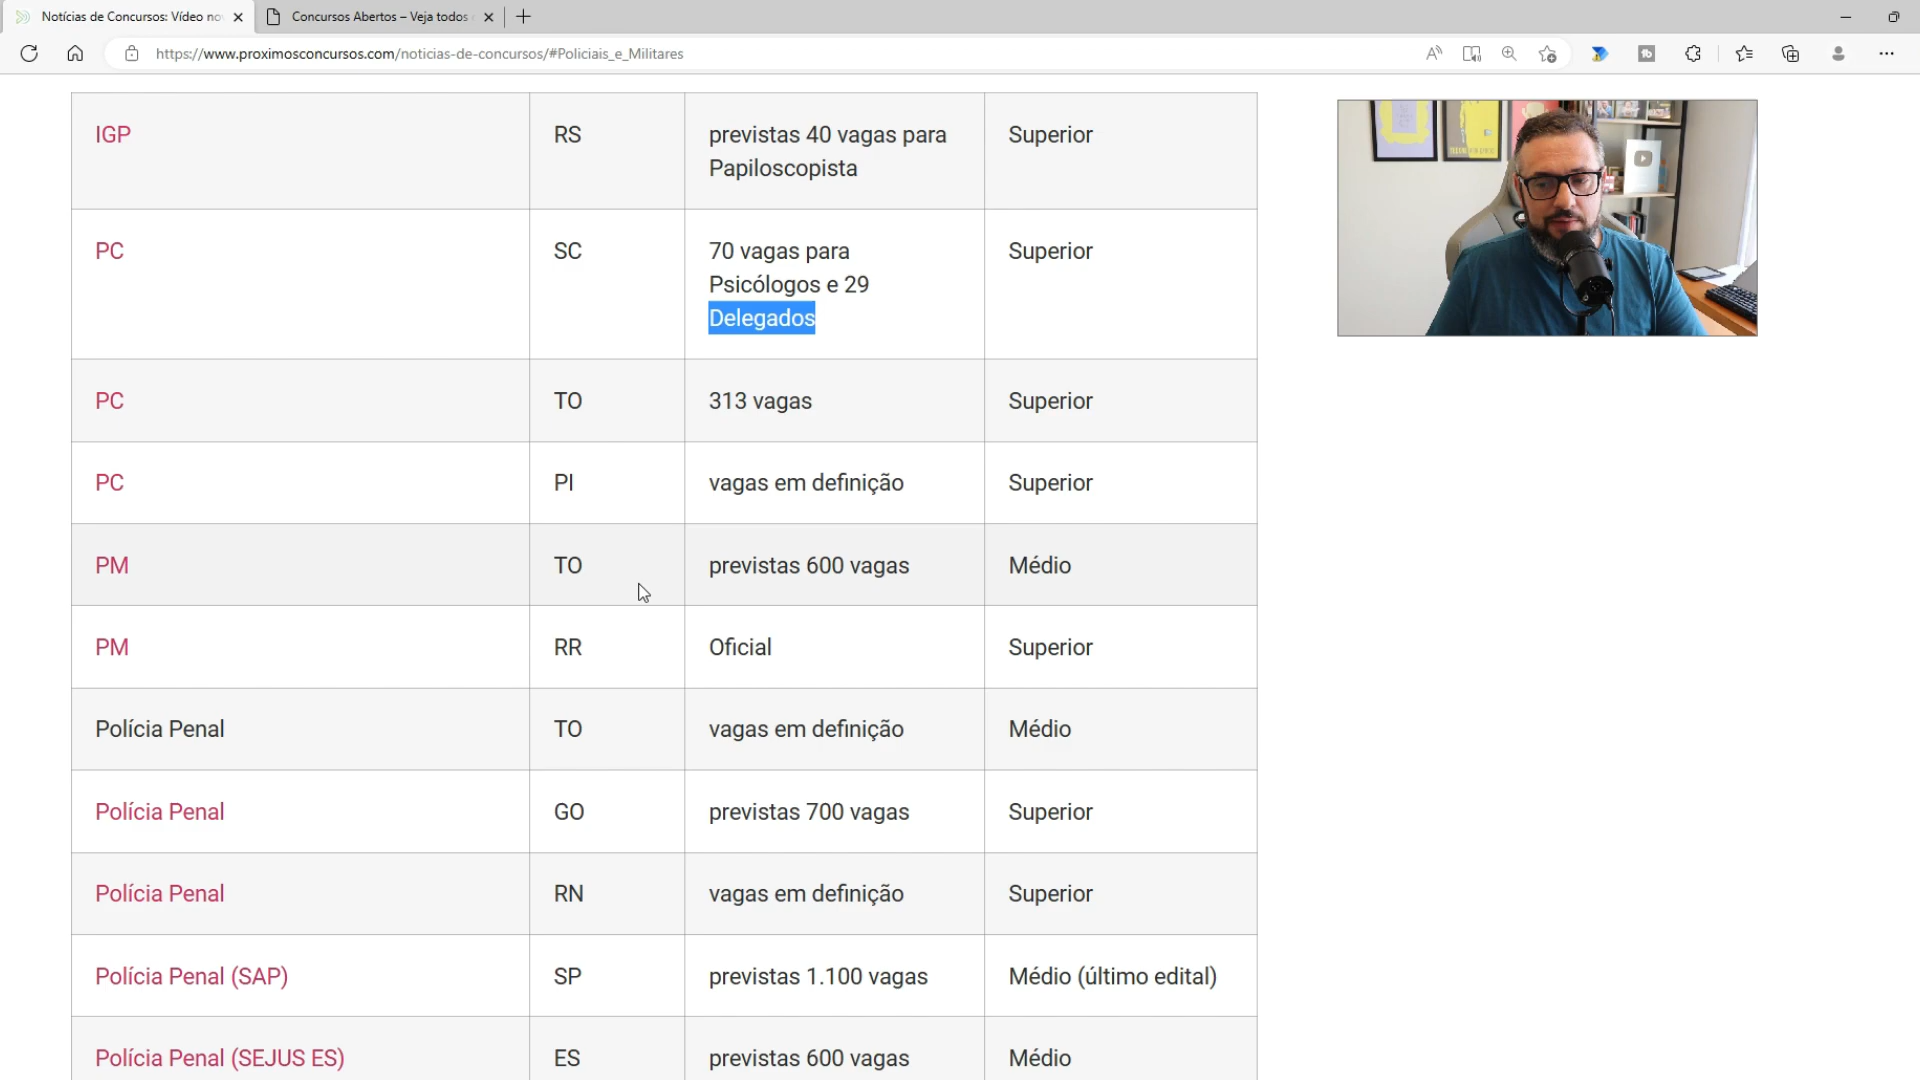 Notícias de Concursos: Vídeo no
Concursos Abertos – Veja todos
https://www.proximosconcursos.com/noticias-de-concursos/#Policiais_e_Militares
IGP
RS
previstas 40 vagas para
Papiloscopista
Superior
PC
SC
70 vagas para
Psicólogos e 29
Delegados
Superior
PC
TO
313 vagas
Superior
PC
PI
vagas em definição
Superior
PM
TO
previstas 600 vagas
Médio
PM
RR
Oficial
Superior
Polícia Penal
TO
vagas em definição
Médio
Polícia Penal
GO
previstas 700 vagas
Superior
Polícia Penal
RN
vagas em definição
Superior
Polícia Penal (SAP)
SP
previstas 1.100 vagas
Médio (último edital)
Polícia Penal (SEJUS ES)
ES
previstas 600 vagas
Médio